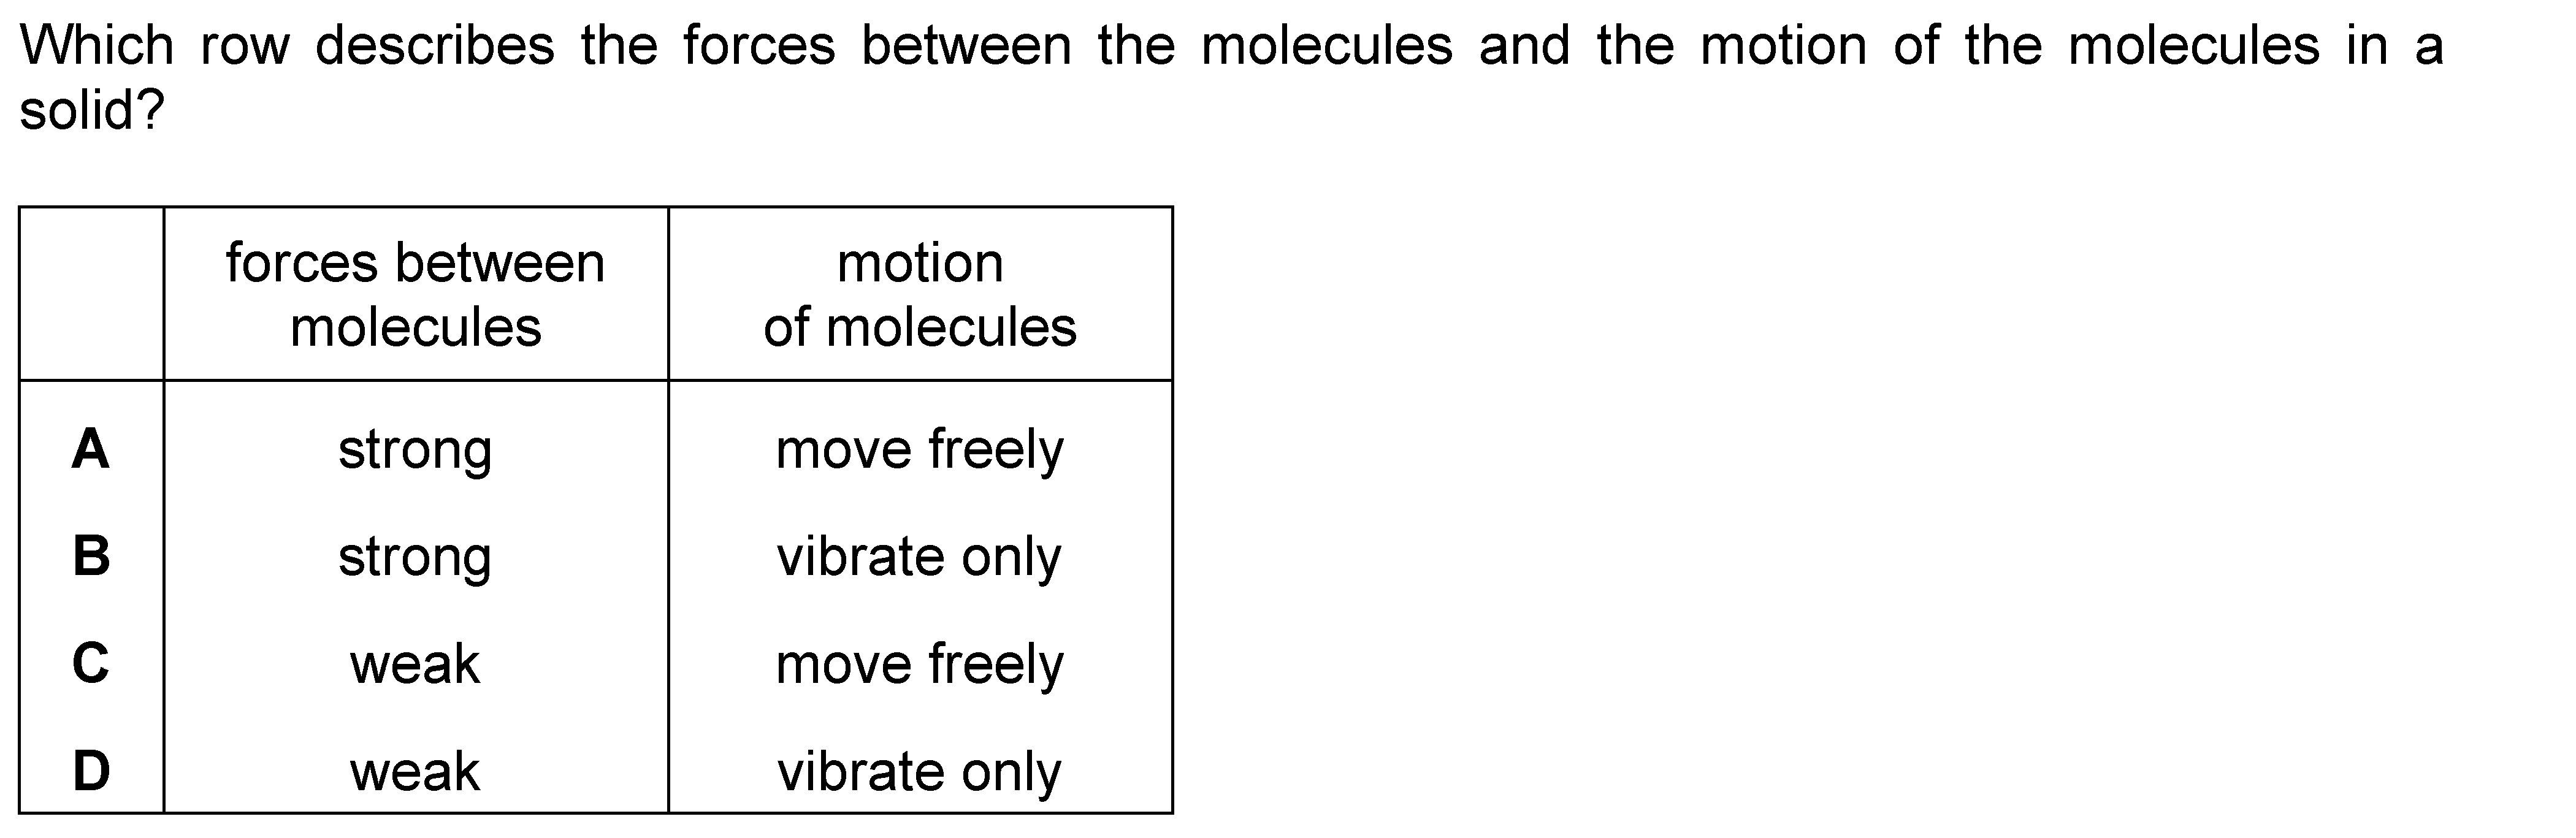 Which row describes the forces between the molecules and the motion of the molecules in a
solid?
forces between molecules motion of molecules
A strong move freely
B strong vibrate only
C weak move freely
D weak vibrate only